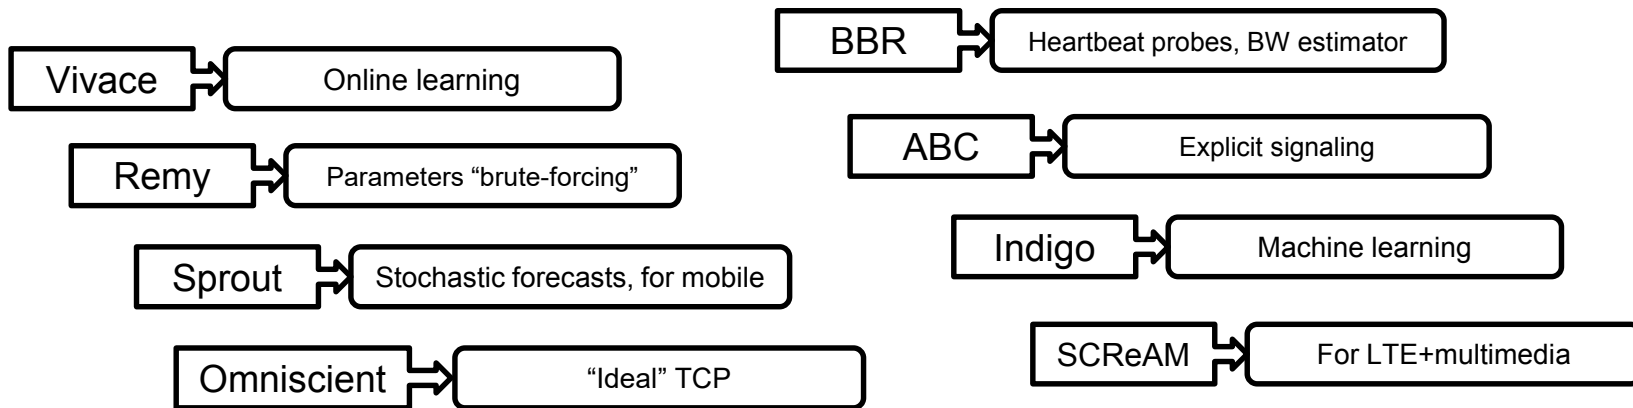 Vivace
Online learning
Remy
Parameters “brute-forcing”
Sprout
Stochastic forecasts, for mobile
Omniscient
“Ideal” TCP
BBR
Heartbeat probes, BW estimator
ABC
Explicit signaling
Indigo
Machine learning
SCReAM
For LTE+multimedia